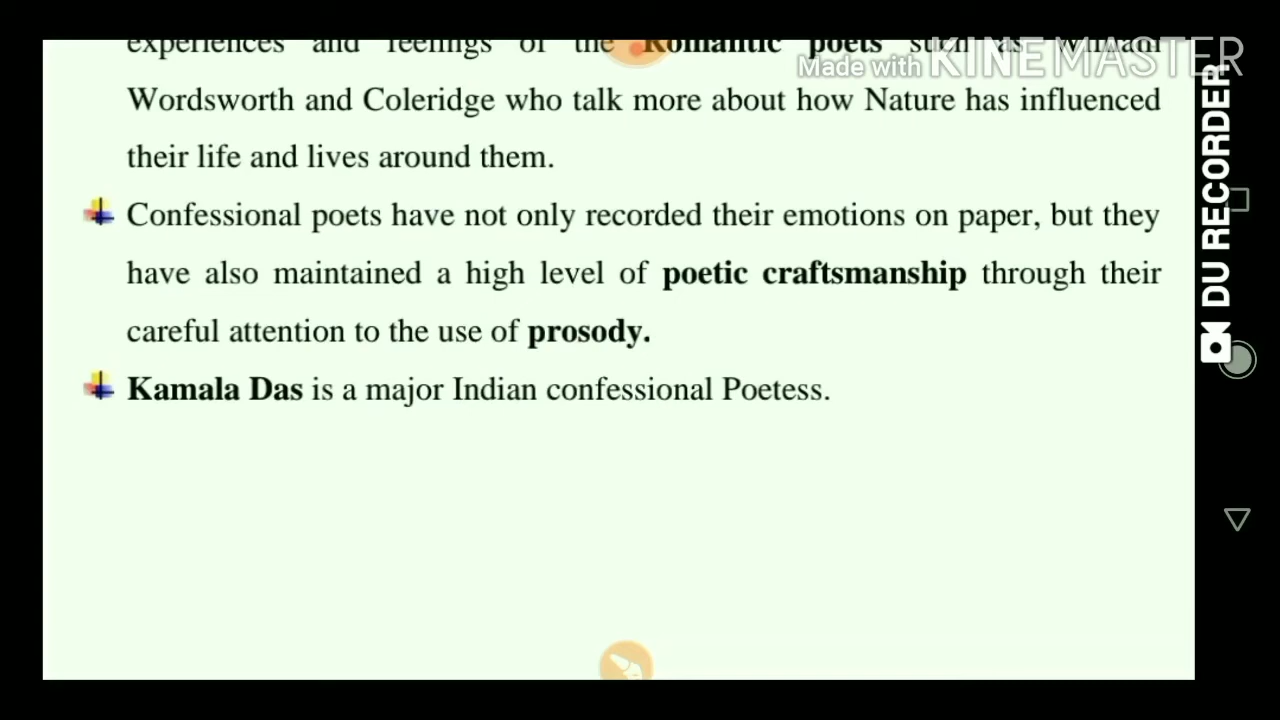 experiences and feelings of the Romantic poets such as William
Made with KINEMASTER
Wordsworth and Coleridge who talk more about how Nature has influenced
their life and lives around them.
Confessional poets have not only recorded their emotions on paper, but they
have also maintained a high level of poetic craftsmanship through their
careful attention to the use of prosody.
Kamala Das is a major Indian confessional Poetess.
DU RECORDER